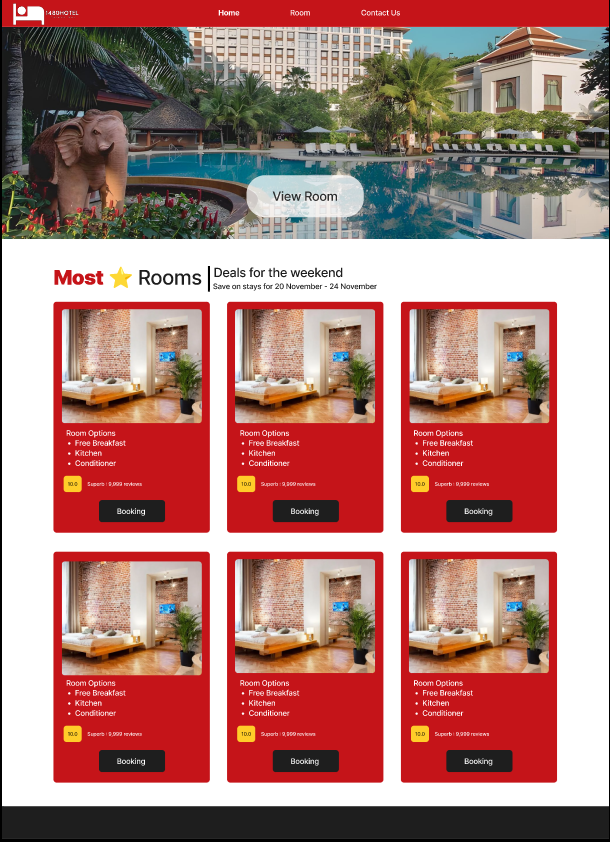 1480HOTEL
Home Room Contact Us
View Room
Most ⭐ Rooms
Deals for the weekend
Save on stays for 20 November - 24 November
Room Options
• Free Breakfast
• Kitchen
• Conditioner
10.0 Superb | 9,999 reviews
Booking
Room Options
• Free Breakfast
• Kitchen
• Conditioner
10.0 Superb | 9,999 reviews
Booking
Room Options
• Free Breakfast
• Kitchen
• Conditioner
10.0 Superb | 9,999 reviews
Booking
Room Options
• Free Breakfast
• Kitchen
• Conditioner
10.0 Superb | 9,999 reviews
Booking
Room Options
• Free Breakfast
• Kitchen
• Conditioner
10.0 Superb | 9,999 reviews
Booking
Room Options
• Free Breakfast
• Kitchen
• Conditioner
10.0 Superb | 9,999 reviews
Booking